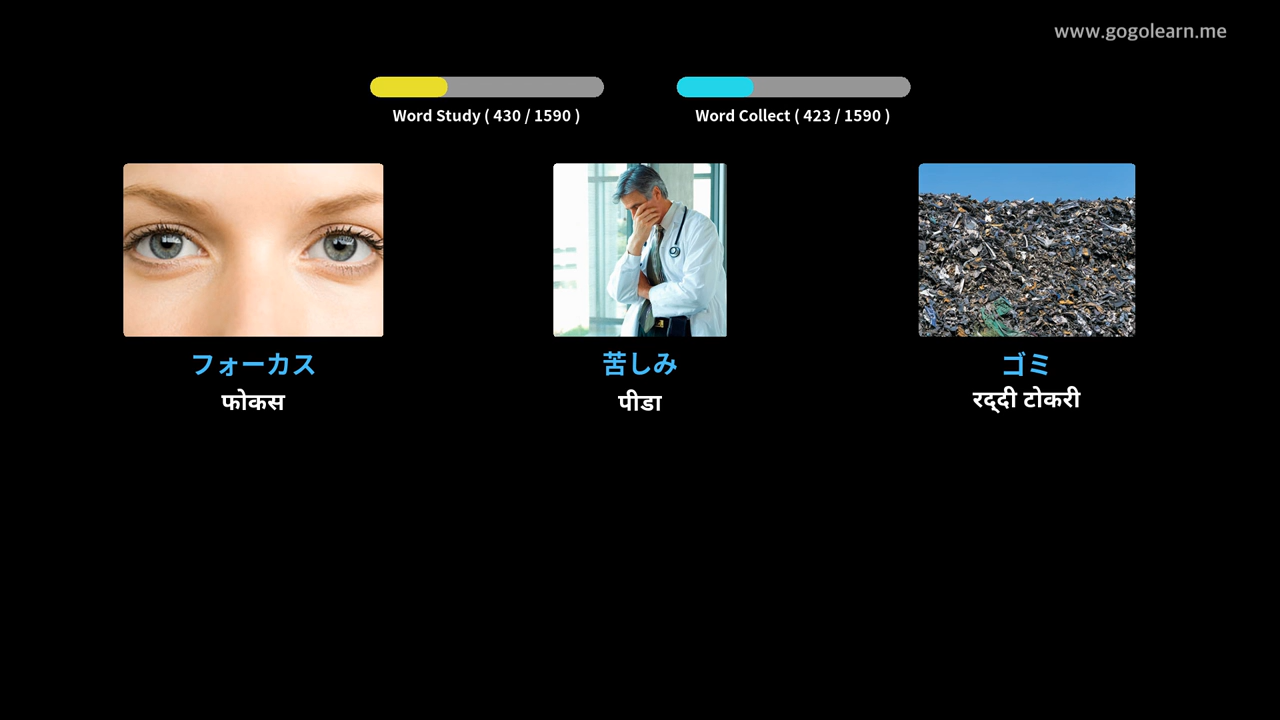 www.gogolearn.me
Word Study ( 430 / 1590 )
Word Collect ( 423 / 1590 )
フォーカス
苦しみ
ゴミ
फोकस
पीडा
रद्दी टोकरी